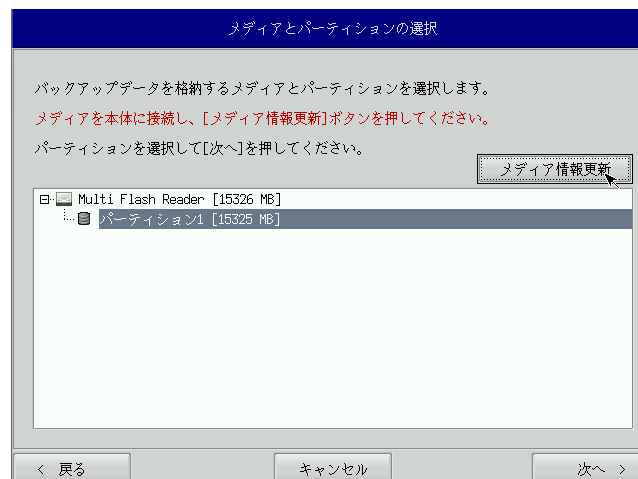 メディアとパーティションの選択
バックアップデータを格納するメディアとパーティションを選択します。
メディアを本体に接続し、[メディア情報更新]ボタンを押してください。
パーティションを選択して[次へ]を押してください。
メディア情報更新
Multi Flash Reader [15326 MB]
パーティション1 [15325 MB]
< 戻る
キャンセル
次へ >